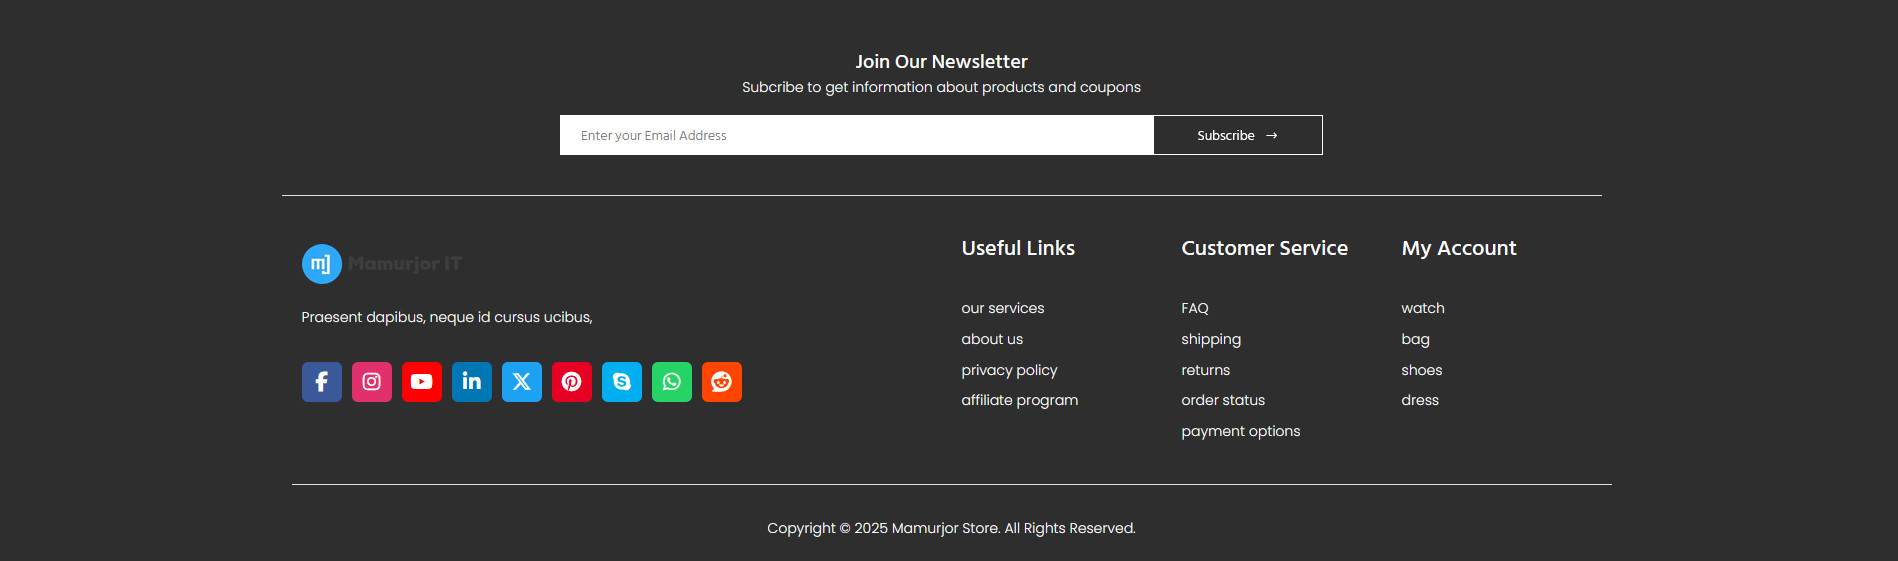 Join Our Newsletter
Subcribe to get information about products and coupons
Enter your Email Address
Subscribe →
Mamurjor IT
Praesent dapibus, neque id cursus ucibus,
Useful Links
our services
about us
privacy policy
affiliate program
Customer Service
FAQ
shipping
returns
order status
payment options
My Account
watch
bag
shoes
dress
Copyright © 2025 Mamurjor Store. All Rights Reserved.